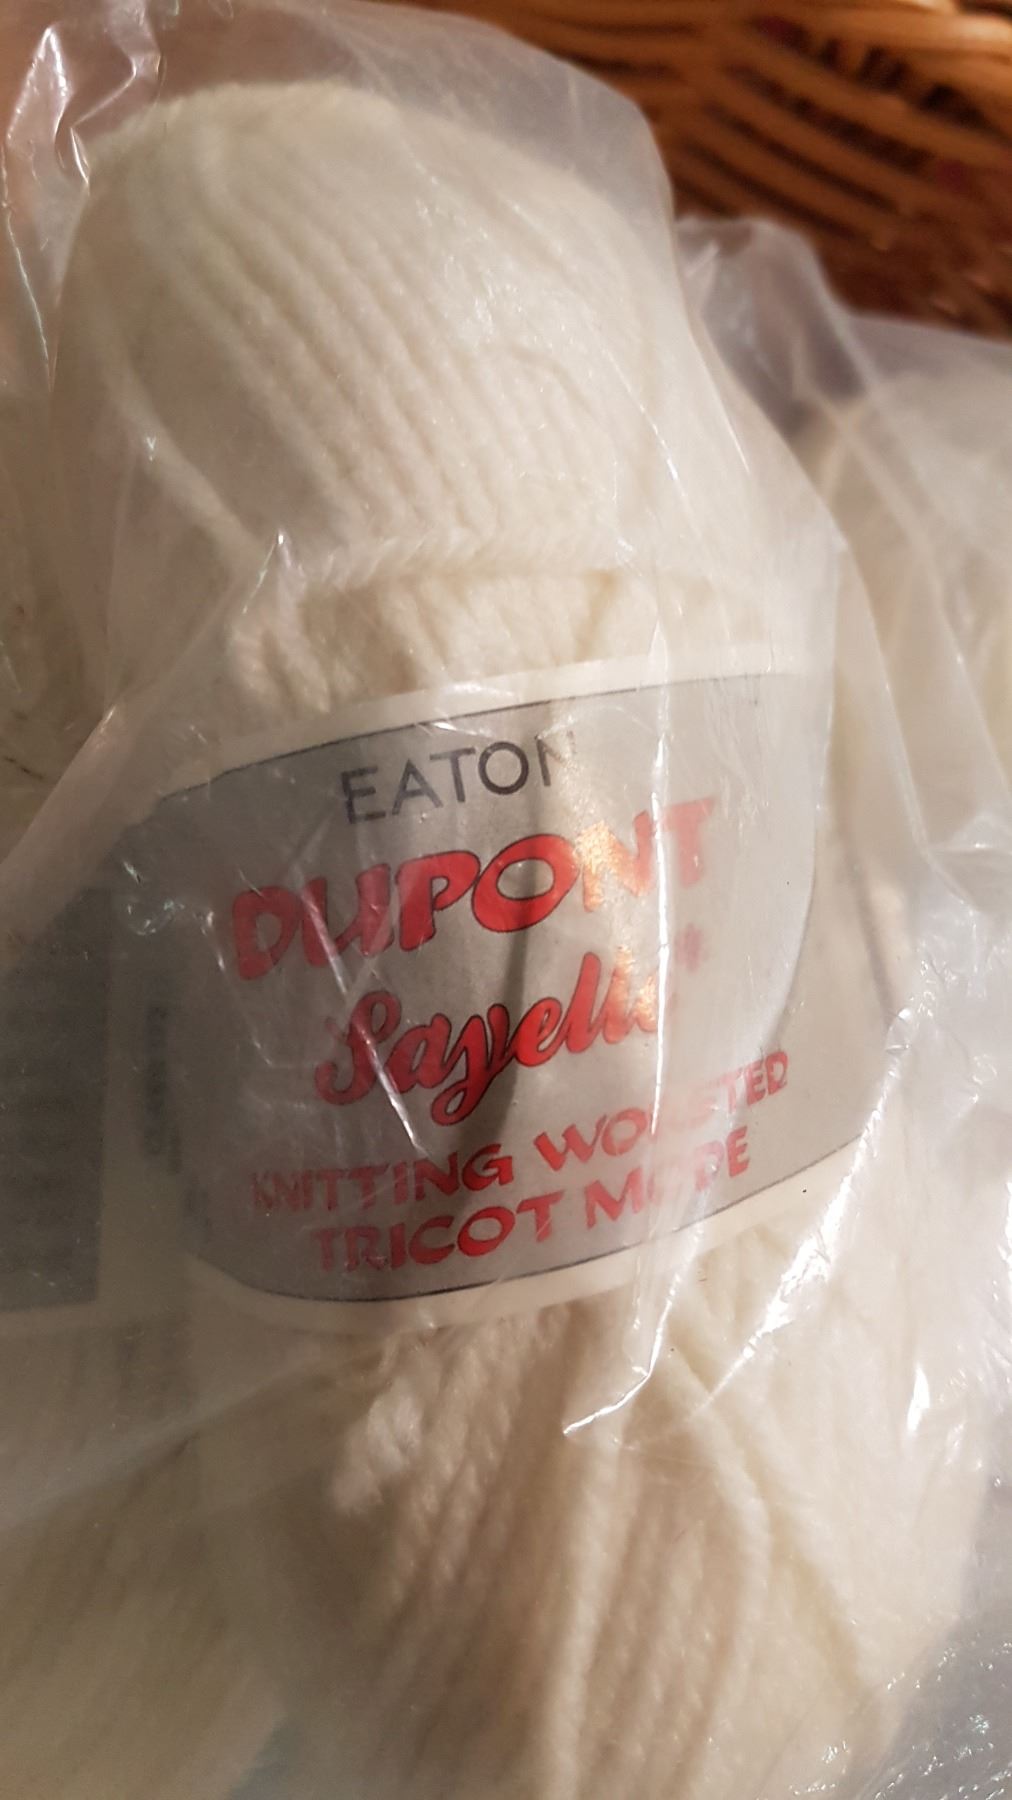 EATON
DUPONT
Sayelle*
KNITTING WORSTED
TRICOT MODE